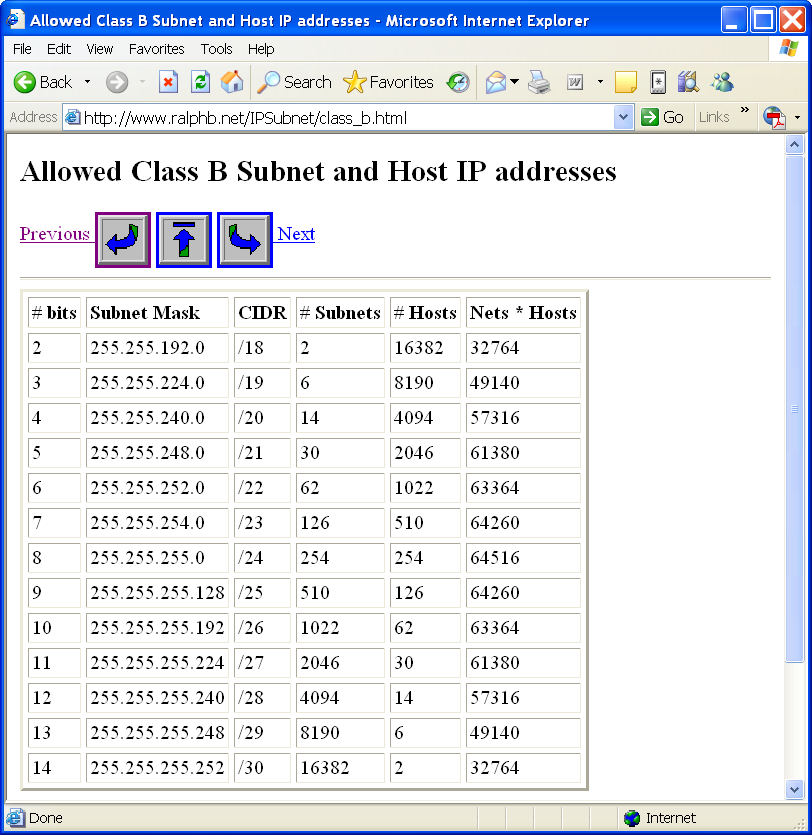 Allowed Class B Subnet and Host IP addresses - Microsoft Internet Explorer
File Edit View Favorites Tools Help
Back Search Favorites W
Address http://www.ralphb.net/IPSubnet/class_b.html Go Links »
Allowed Class B Subnet and Host IP addresses
Previous Next
# bits Subnet Mask CIDR # Subnets # Hosts Nets * Hosts
2 255.255.192.0 /18 2 16382 32764
3 255.255.224.0 /19 6 8190 49140
4 255.255.240.0 /20 14 4094 57316
5 255.255.248.0 /21 30 2046 61380
6 255.255.252.0 /22 62 1022 63364
7 255.255.254.0 /23 126 510 64260
8 255.255.255.0 /24 254 254 64516
9 255.255.255.128 /25 510 126 64260
10 255.255.255.192 /26 1022 62 63364
11 255.255.255.224 /27 2046 30 61380
12 255.255.255.240 /28 4094 14 57316
13 255.255.255.248 /29 8190 6 49140
14 255.255.255.252 /30 16382 2 32764
Done Internet